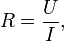 R = U/I,